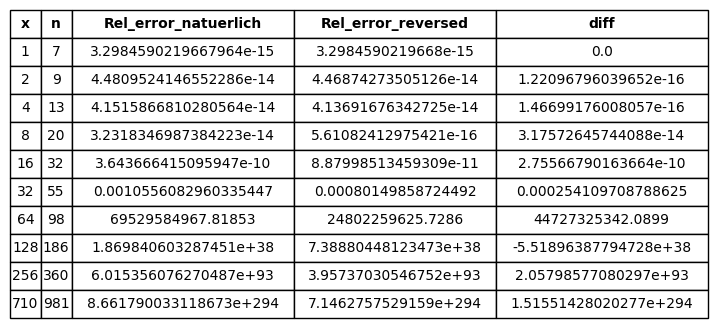 x n Rel_error_natuerlich Rel_error_reversed diff
1 7 3.2984590219667964e-15 3.2984590219668e-15 0.0
2 9 4.4809524146552286e-14 4.46874273505126e-14 1.22096796039652e-16
4 13 4.1515866810280564e-14 4.13691676342725e-14 1.46699176008057e-16
8 20 3.2318346987384223e-14 5.61082412975421e-16 3.17572645744088e-14
16 32 3.643666415095947e-10 8.87998513459309e-11 2.75566790163664e-10
32 55 0.0010556082960335447 0.00080149858724492 0.000254109708788625
64 98 69529584967.81853 24802259625.7286 44727325342.0899
128 186 1.869840603287451e+38 7.38880448123473e+38 -5.51896387794728e+38
256 360 6.015356076270487e+93 3.95737030546752e+93 2.05798577080297e+93
710 981 8.661790033118673e+294 7.1462757529159e+294 1.51551428020277e+294